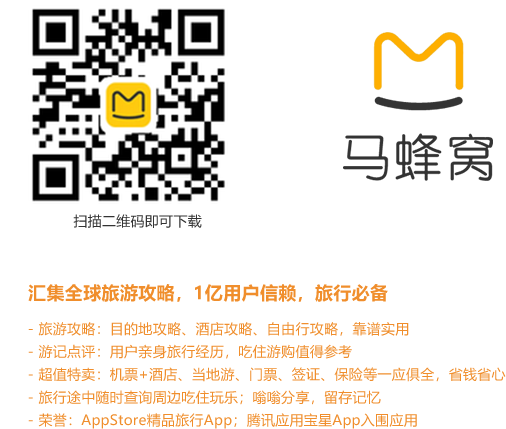 马蜂窝
扫描二维码即可下载
汇集全球旅游攻略，1亿用户信赖，旅行必备
- 旅游攻略：目的地攻略、酒店攻略、自由行攻略，靠谱实用
- 游记点评：用户亲身旅行经历，吃住游购值得参考
- 超值特卖：机票+酒店、当地游、门票、签证、保险等一应俱全，省钱省心
- 旅行途中随时查询周边吃住玩乐；嗡嗡分享，留存记忆
- 荣誉：AppStore精品旅行App；腾讯应用宝星App入围应用